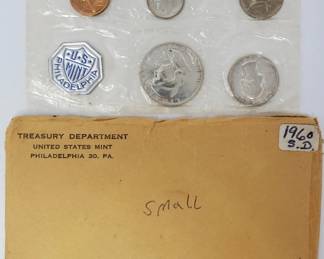 U.S.
MINT
PHILADELPHIA
TREASURY DEPARTMENT
UNITED STATES MINT
PHILADELPHIA 30, PA.
1960
S.D.
small